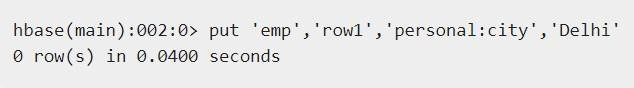 hbase(main):002:0> put 'emp','row1','personal:city','Delhi'
0 row(s) in 0.0400 seconds